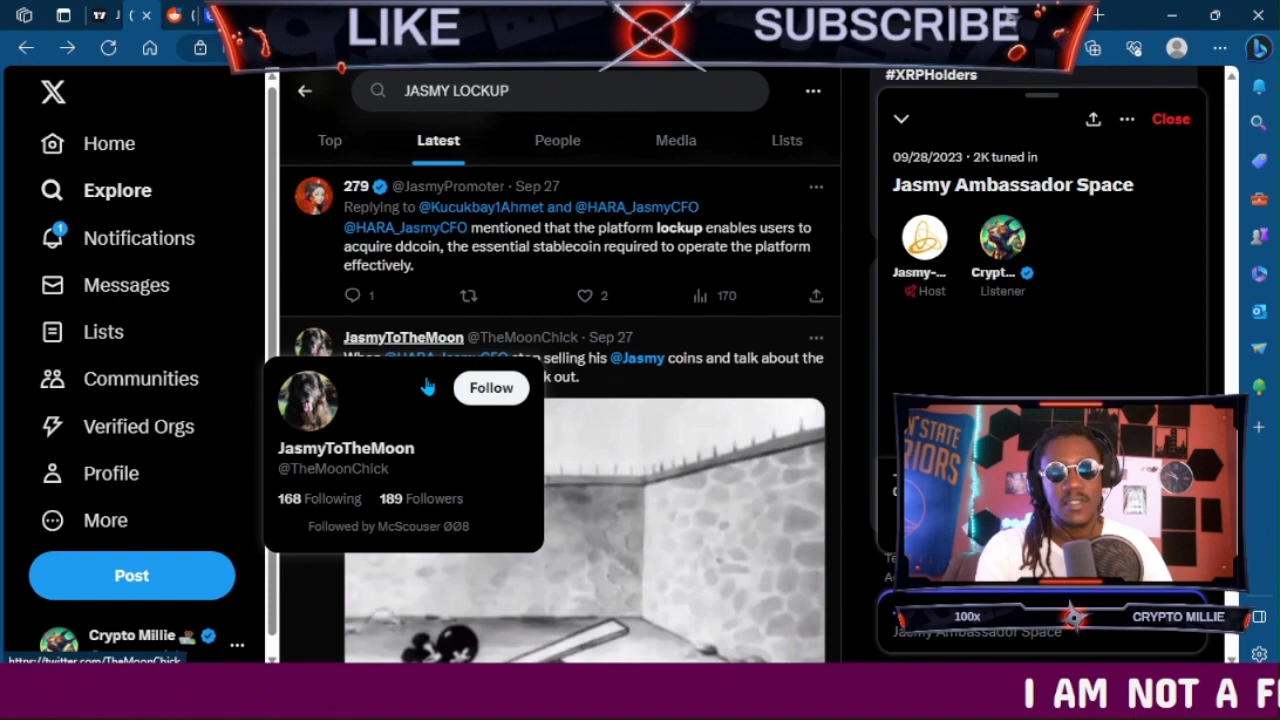 LIKE
SUBSCRIBE
JASMY LOCKUP
Top
Latest
People
Media
Lists
Home
Explore
1
Notifications
Messages
Lists
Communities
Verified Orgs
Profile
More
Post
Crypto Millie
https://twitter.com/TheMoonChick
279 @JasmyPromoter · Sep 27
Replying to @Kucukbay1Ahmet and @HARA_JasmyCFO
@HARA_JasmyCFO mentioned that the platform lockup enables users to
acquire ddcoin, the essential stablecoin required to operate the platform
effectively.
1
2
170
JasmyToTheMoon @TheMoonChick · Sep 27
When @HARA_JasmyCFO stop selling his @Jasmy coins and talk about the
k out.
Follow
JasmyToTheMoon
@TheMoonChick
168 Following 189 Followers
Followed by McScouser ØØ8
#XRPHolders
Close
09/28/2023 · 2K tuned in
Jasmy Ambassador Space
Jasmy-...
Host
Crypt...
Listener
STATE
RIORS
100x
CRYPTO MILLIE
Jasmy Ambassador Space
I AM NOT A F